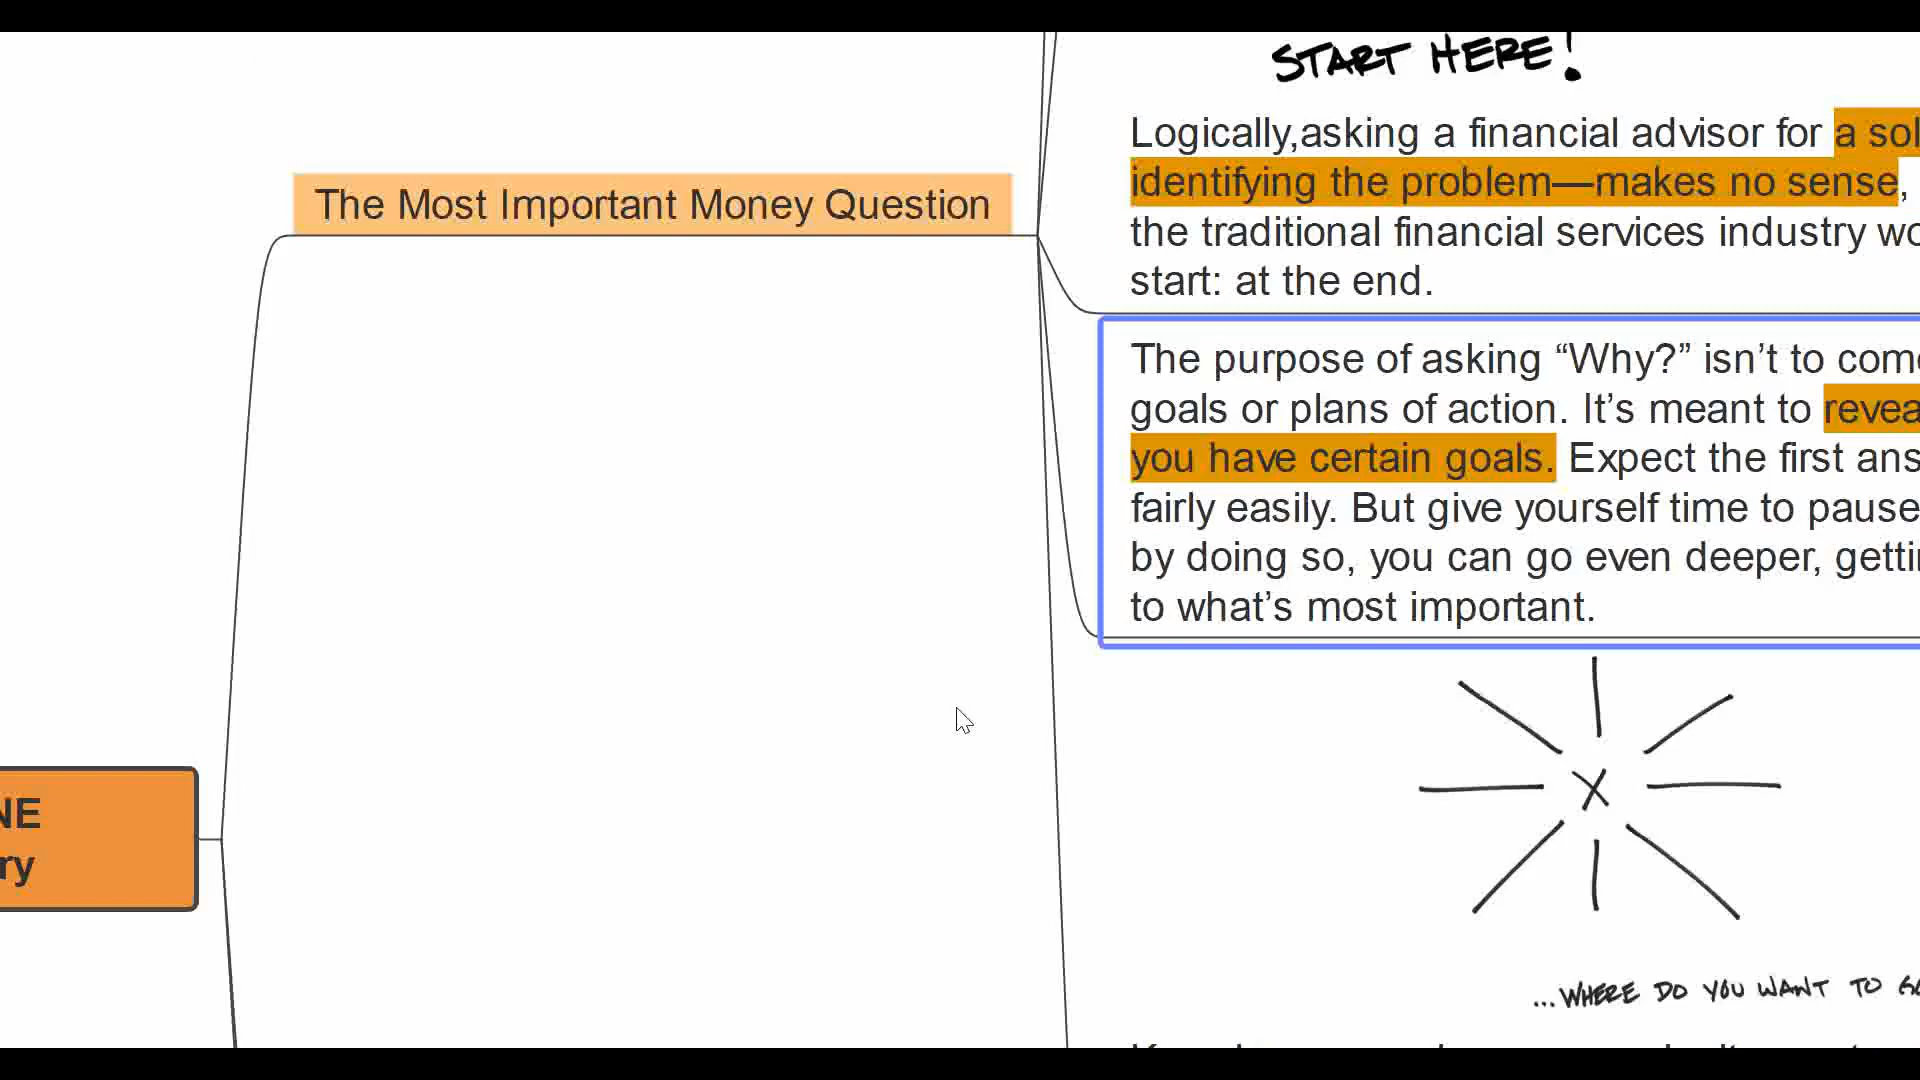 START HERE!
Logically,asking a financial advisor for a sol
identifying the problem—makes no sense,
the traditional financial services industry wo
start: at the end.
The Most Important Money Question
The purpose of asking “Why?” isn’t to com
goals or plans of action. It’s meant to revea
you have certain goals. Expect the first ans
fairly easily. But give yourself time to pause
by doing so, you can go even deeper, getti
to what’s most important.
X
NE
ry
...WHERE DO YOU WANT TO GO